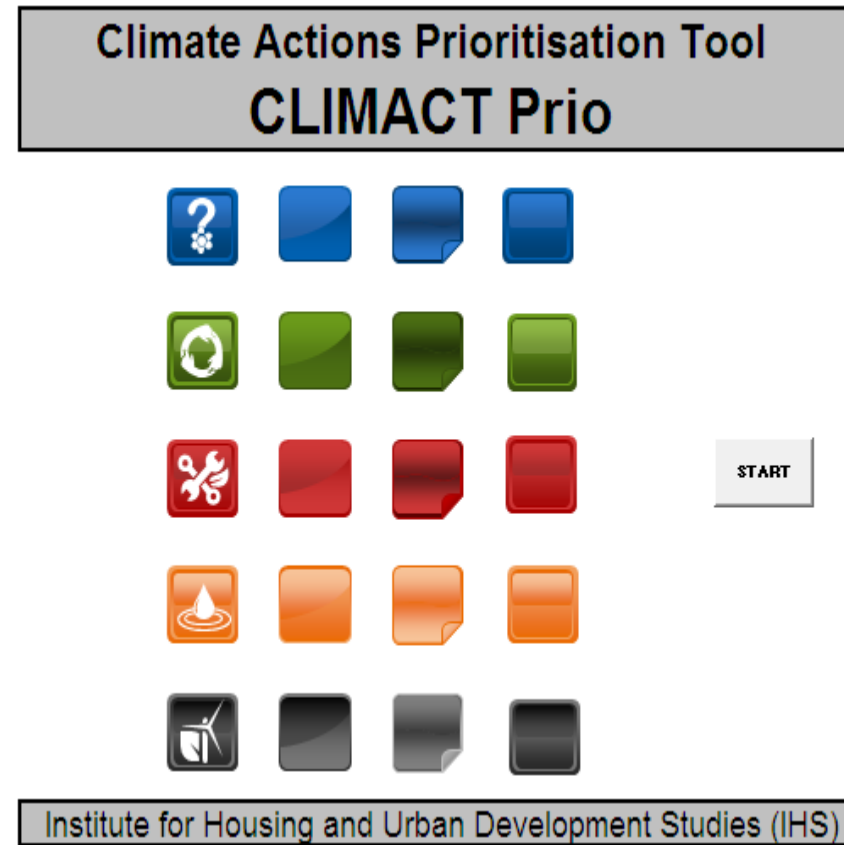 Climate Actions Prioritisation Tool
CLIMACT Prio
START
Institute for Housing and Urban Development Studies (IHS)